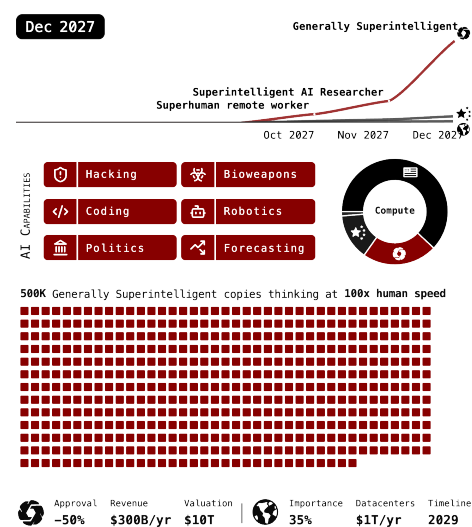 Dec 2027
Generally Superintelligent
Superintelligent AI Researcher
Superhuman remote worker
Oct 2027 Nov 2027 Dec 2027
AI Capabilities
Hacking Bioweapons
Coding Robotics
Politics Forecasting
Compute
500K Generally Superintelligent copies thinking at 100x human speed
Approval Revenue Valuation Importance Datacenters Timeline
−50% $300B/yr $10T 35% $1T/yr 2029